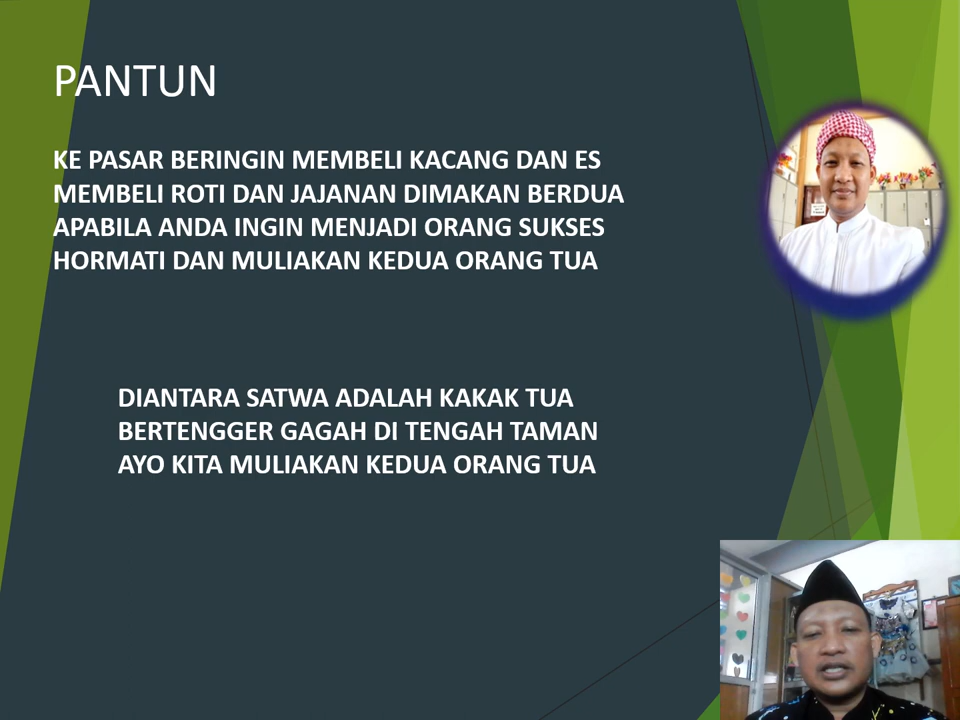 PANTUN
KE PASAR BERINGIN MEMBELI KACANG DAN ES
MEMBELI ROTI DAN JAJANAN DIMAKAN BERDUA
APABILA ANDA INGIN MENJADI ORANG SUKSES
HORMATI DAN MULIAKAN KEDUA ORANG TUA
DIANTARA SATWA ADALAH KAKAK TUA
BERTENGGER GAGAH DI TENGAH TAMAN
AYO KITA MULIAKAN KEDUA ORANG TUA